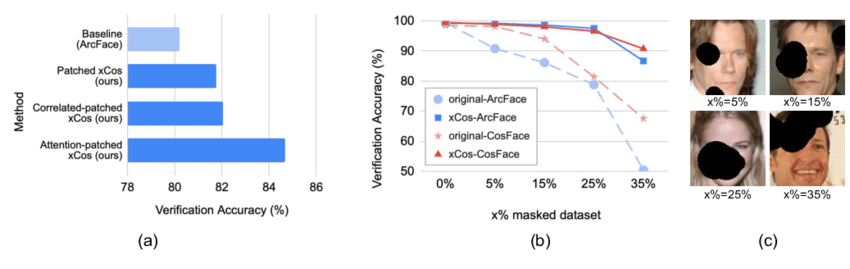 Method
Baseline
(ArcFace)
Patched xCos
(ours)
Correlated-patched
xCos (ours)
Attention-patched
xCos (ours)
78 80 82 84 86
Verification Accuracy (%)
(a)
Verification Accuracy (%)
100
90
80
70
60
50
original-ArcFace
xCos-ArcFace
original-CosFace
xCos-CosFace
0% 5% 15% 25% 35%
x% masked dataset
(b)
x%=5% x%=15%
53
x%=25% x%=35%
(c)